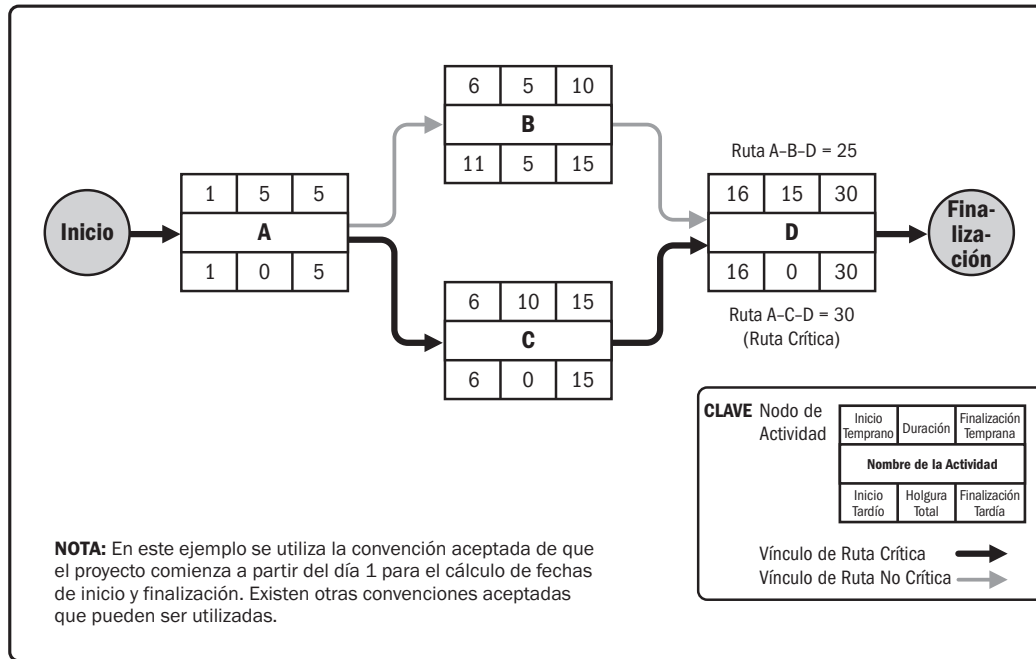 6 5 10
B
11 5 15
Ruta A–B–D = 25
1 5 5
A
1 0 5
16 15 30
D
16 0 30
Inicio
Fina-
liza-
ción
6 10 15
C
6 0 15
Ruta A–C–D = 30
(Ruta Crítica)
CLAVE Nodo de
Actividad
Inicio
Temprano
Duración
Finalización
Temprana
Nombre de la Actividad
Inicio
Tardío
Holgura
Total
Finalización
Tardía
Vínculo de Ruta Crítica
Vínculo de Ruta No Crítica
NOTA: En este ejemplo se utiliza la convención aceptada de que
el proyecto comienza a partir del día 1 para el cálculo de fechas
de inicio y finalización. Existen otras convenciones aceptadas
que pueden ser utilizadas.